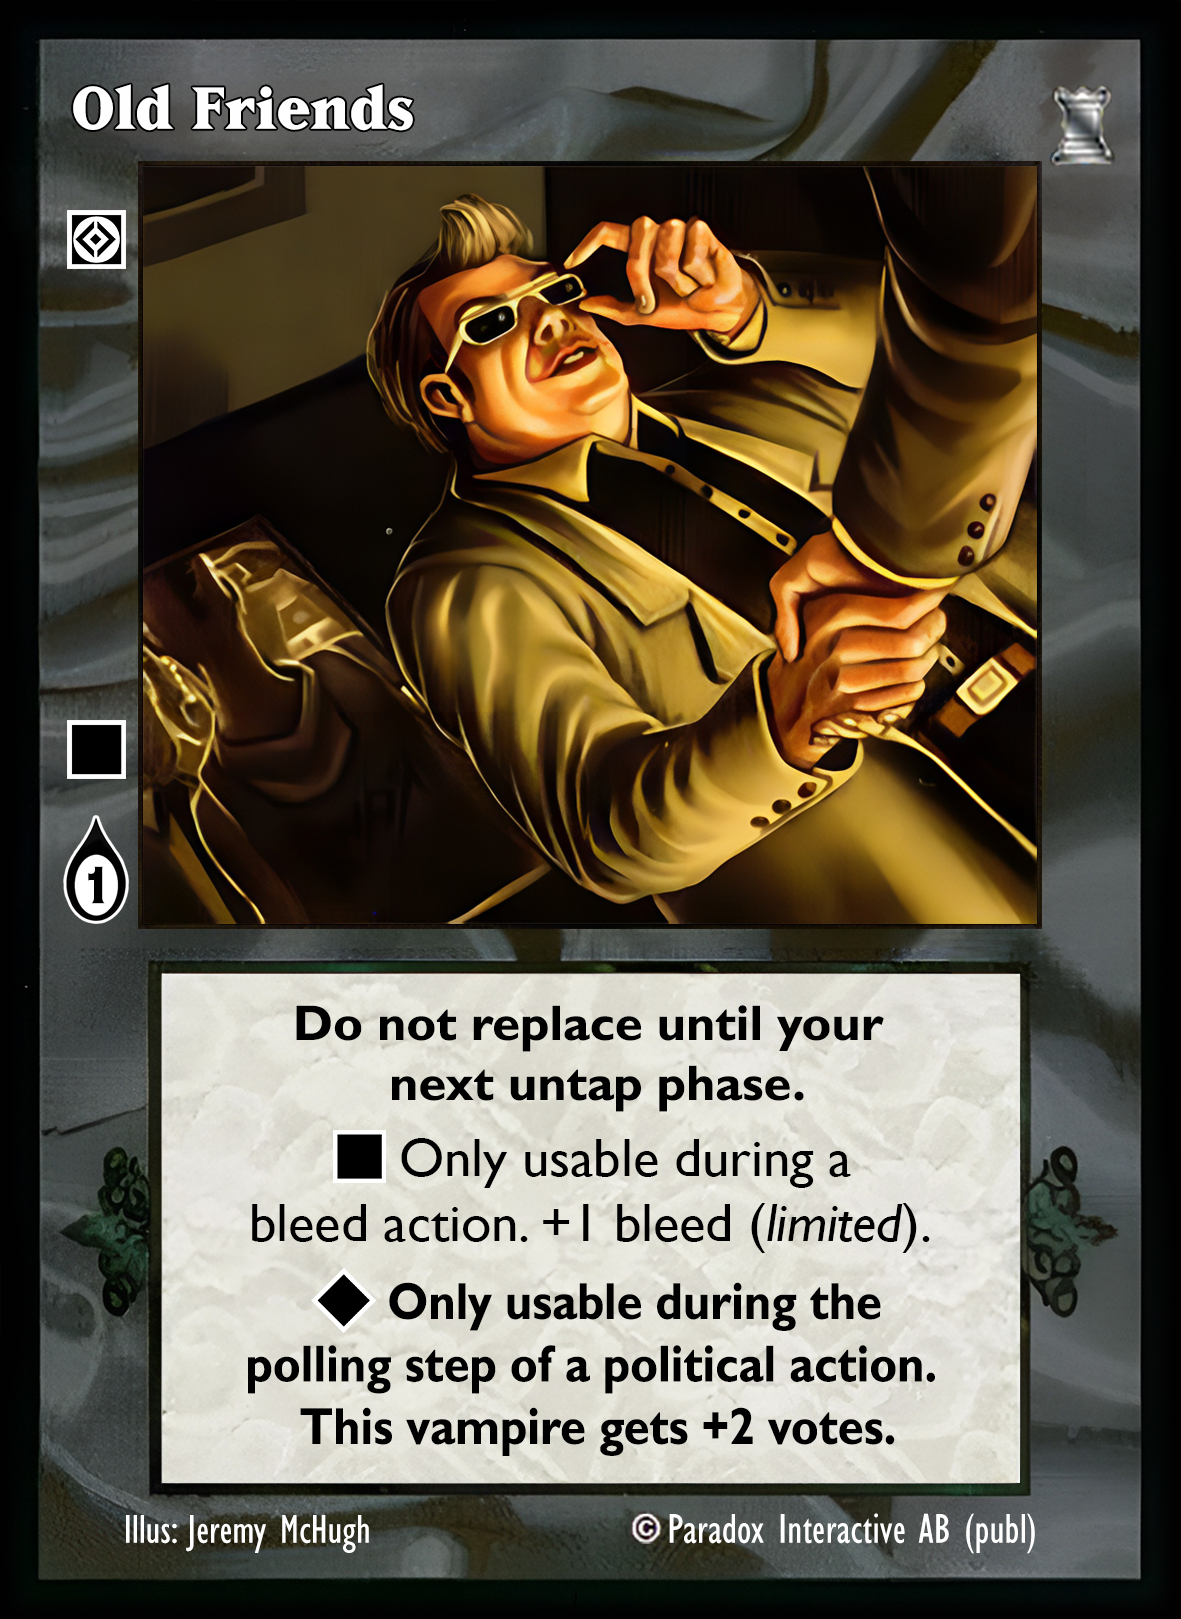 Old Friends
1
Do not replace until your
next untap phase.
Only usable during a
bleed action. +1 bleed (limited).
Only usable during the
polling step of a political action.
This vampire gets +2 votes.
Illus: Jeremy McHugh
© Paradox Interactive AB (publ)